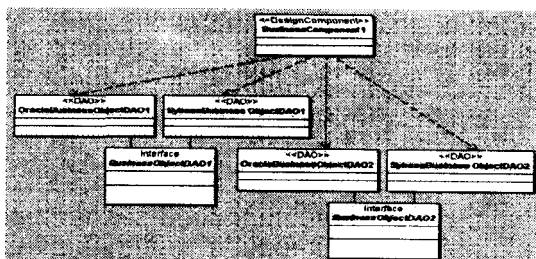 <<DesignComponent>>
BusinessComponent1
<<DAO>>
OracleBusinessObjectDAO1
<<DAO>>
SybaseBusinessObjectDAO1
Interface
BusinessObjectDAO1
<<DAO>>
OracleBusinessObjectDAO2
<<DAO>>
SybaseBusinessObjectDAO2
Interface
BusinessObjectDAO2